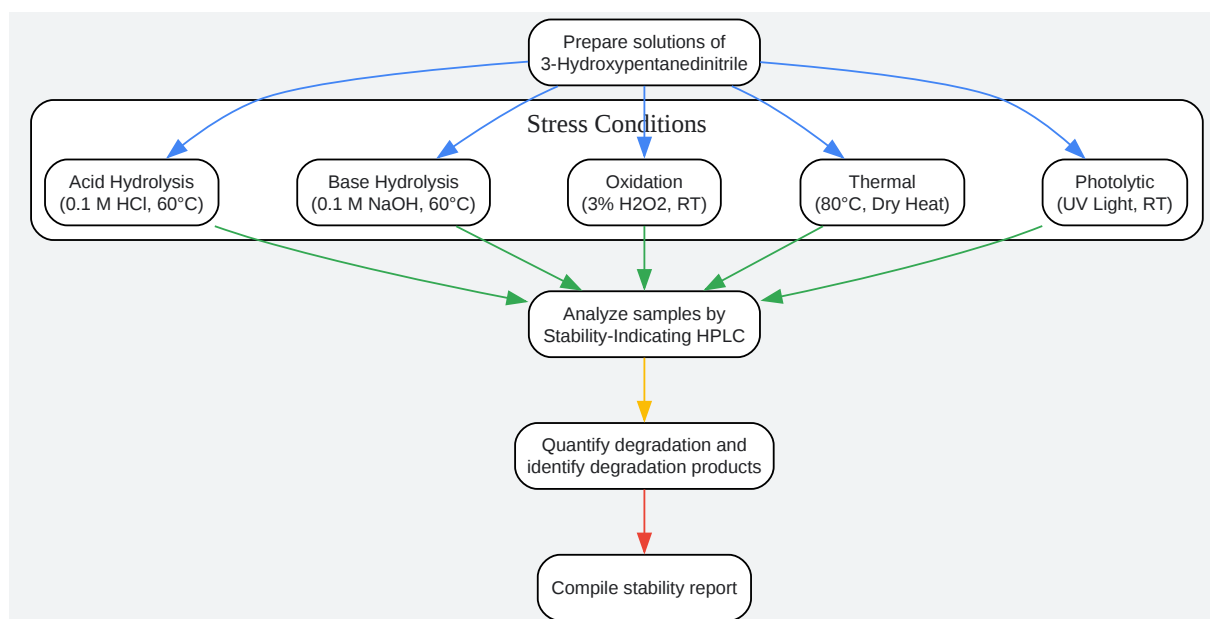 Prepare solutions of
3-Hydroxypentanedinitrile
Stress Conditions
Acid Hydrolysis
(0.1 M HCl, 60°C)
Base Hydrolysis
(0.1 M NaOH, 60°C)
Oxidation
(3% H2O2, RT)
Thermal
(80°C, Dry Heat)
Photolytic
(UV Light, RT)
Analyze samples by
Stability-Indicating HPLC
Quantify degradation and
identify degradation products
Compile stability report